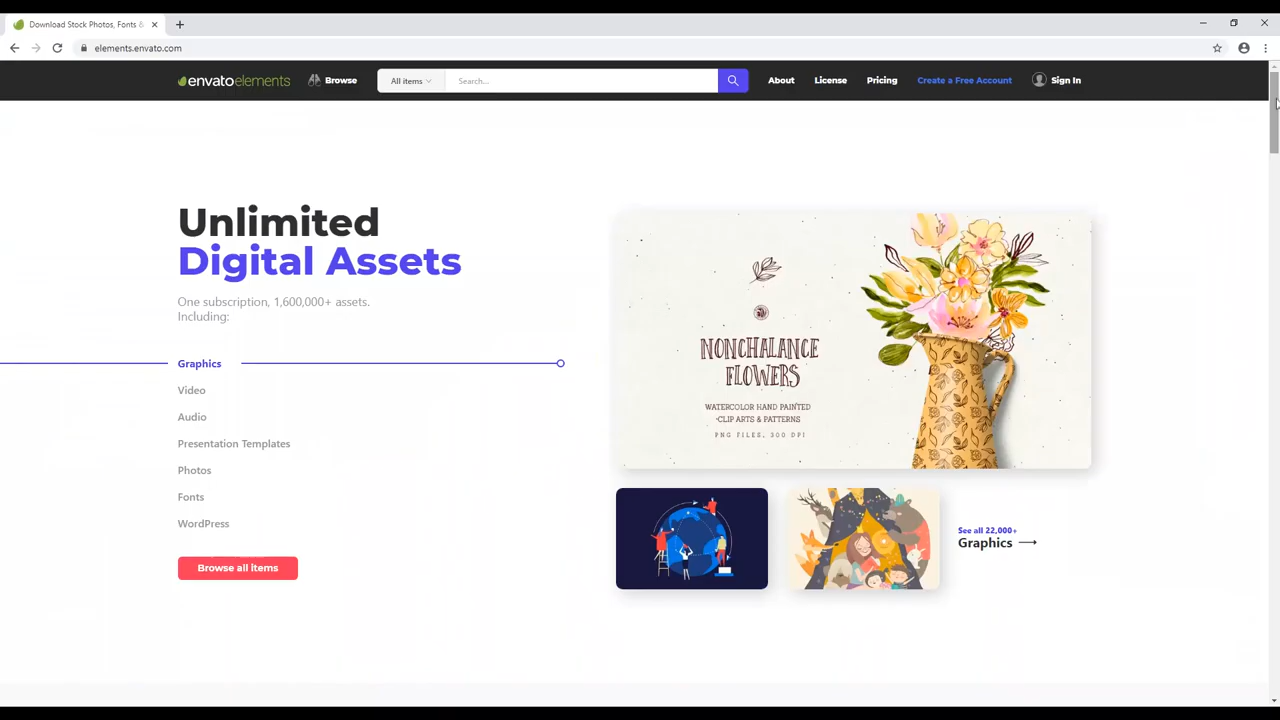 Download Stock Photos, Fonts &
elements.envato.com
envatoelements
Browse
All items
Search...
About
License
Pricing
Create a Free Account
Sign In
Unlimited
Digital Assets
One subscription, 1,600,000+ assets.
Including:
Graphics
Video
Audio
Presentation Templates
Photos
Fonts
WordPress
Browse all items
NONCHALANCE
FLOWERS
WATERCOLOR HAND PAINTED
·CLIP ARTS & PATTERNS
PNG FILES, 300 DPI
See all 22,000+
Graphics